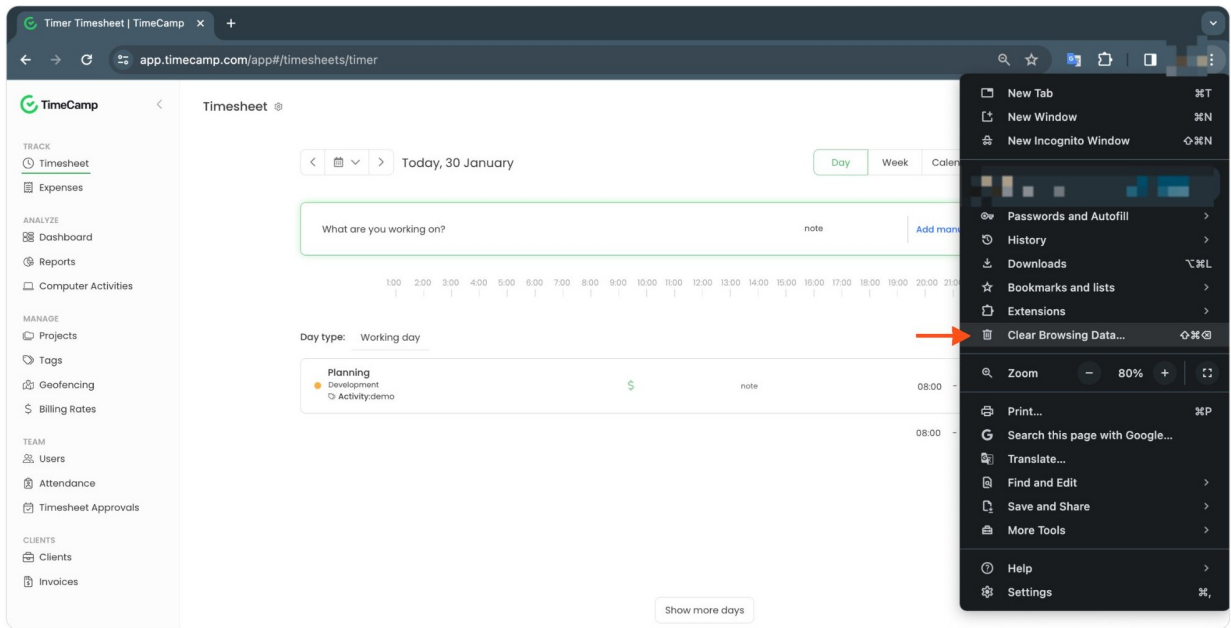 Timer Timesheet | TimeCamp
app.timecamp.com/app#/timesheets/timer
TimeCamp
TRACK
Timesheet
Expenses
ANALYZE
Dashboard
Reports
Computer Activities
MANAGE
Projects
Tags
Geofencing
Billing Rates
TEAM
Users
Attendance
Timesheet Approvals
CLIENTS
Clients
Invoices
Timesheet
Today, 30 January
Day Week Calen
What are you working on? note Add manu
1:00 2:00 3:00 4:00 5:00 6:00 7:00 8:00 9:00 10:00 11:00 12:00 13:00 14:00 15:00 16:00 17:00 18:00 19:00 20:00 21:00
Day type: Working day
Planning
Development
Activity:demo
$ note 08:00 -
08:00 -
Show more days
New Tab ⌘T
New Window ⌘N
New Incognito Window ⇧⌘N
Passwords and Autofill
History
Downloads ⌥⌘L
Bookmarks and lists
Extensions
Clear Browsing Data... ⇧⌘⌫
Zoom − 80% +
Print... ⌘P
Search this page with Google...
Translate...
Find and Edit
Save and Share
More Tools
Help
Settings ⌘,